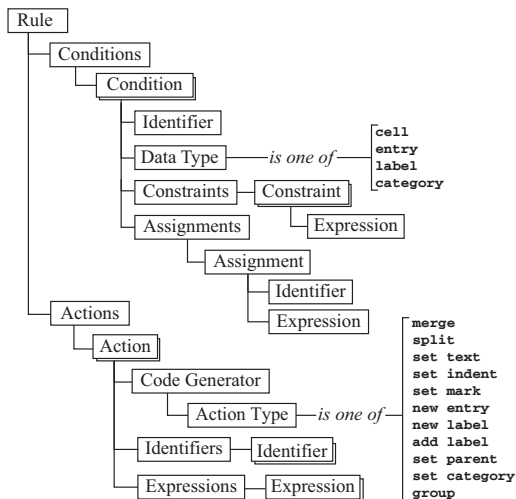 Rule
Conditions
Condition
Identifier
Data Type is one of
cell
entry
label
category
Constraints Constraint
Expression
Assignments
Assignment
Identifier
Expression
Actions
Action
Code Generator
Action Type is one of
merge
split
set text
set indent
set mark
new entry
new label
add label
set parent
set category
group
Identifiers Identifier
Expressions Expression